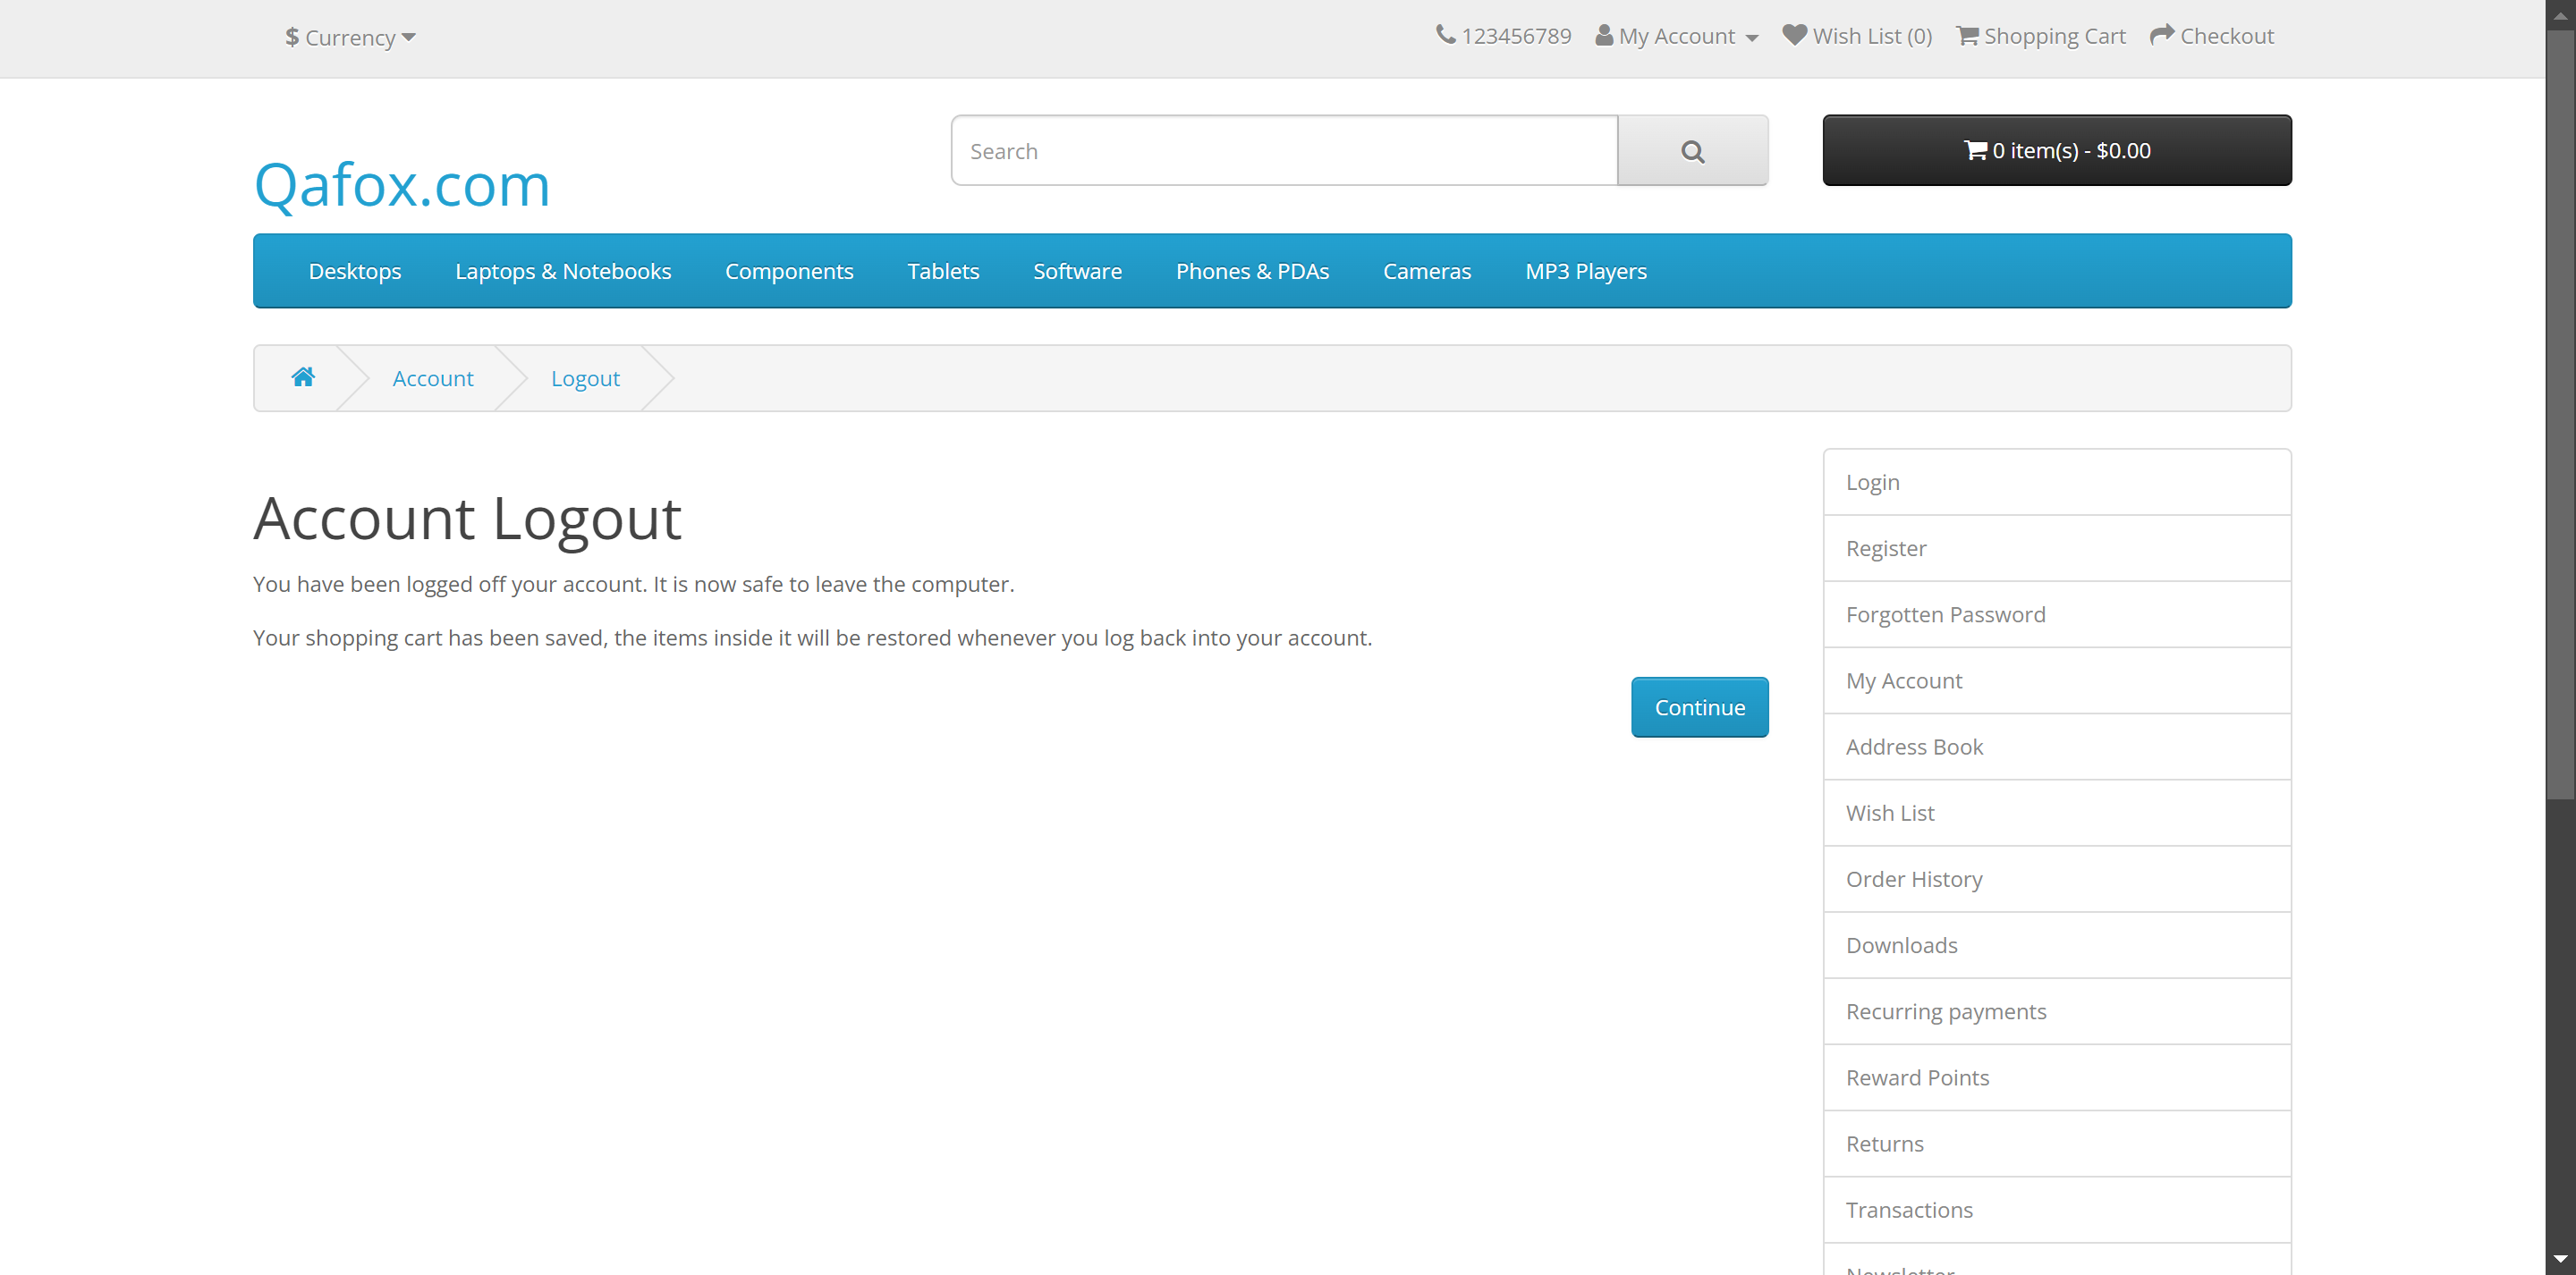 $ Currency
123456789 My Account Wish List (0) Shopping Cart Checkout
Qafox.com
Search
0 item(s) - $0.00
Desktops Laptops & Notebooks Components Tablets Software Phones & PDAs Cameras MP3 Players
Account Logout
Account Logout
You have been logged off your account. It is now safe to leave the computer.
Your shopping cart has been saved, the items inside it will be restored whenever you log back into your account.
Continue
Login
Register
Forgotten Password
My Account
Address Book
Wish List
Order History
Downloads
Recurring payments
Reward Points
Returns
Transactions
Newsletter